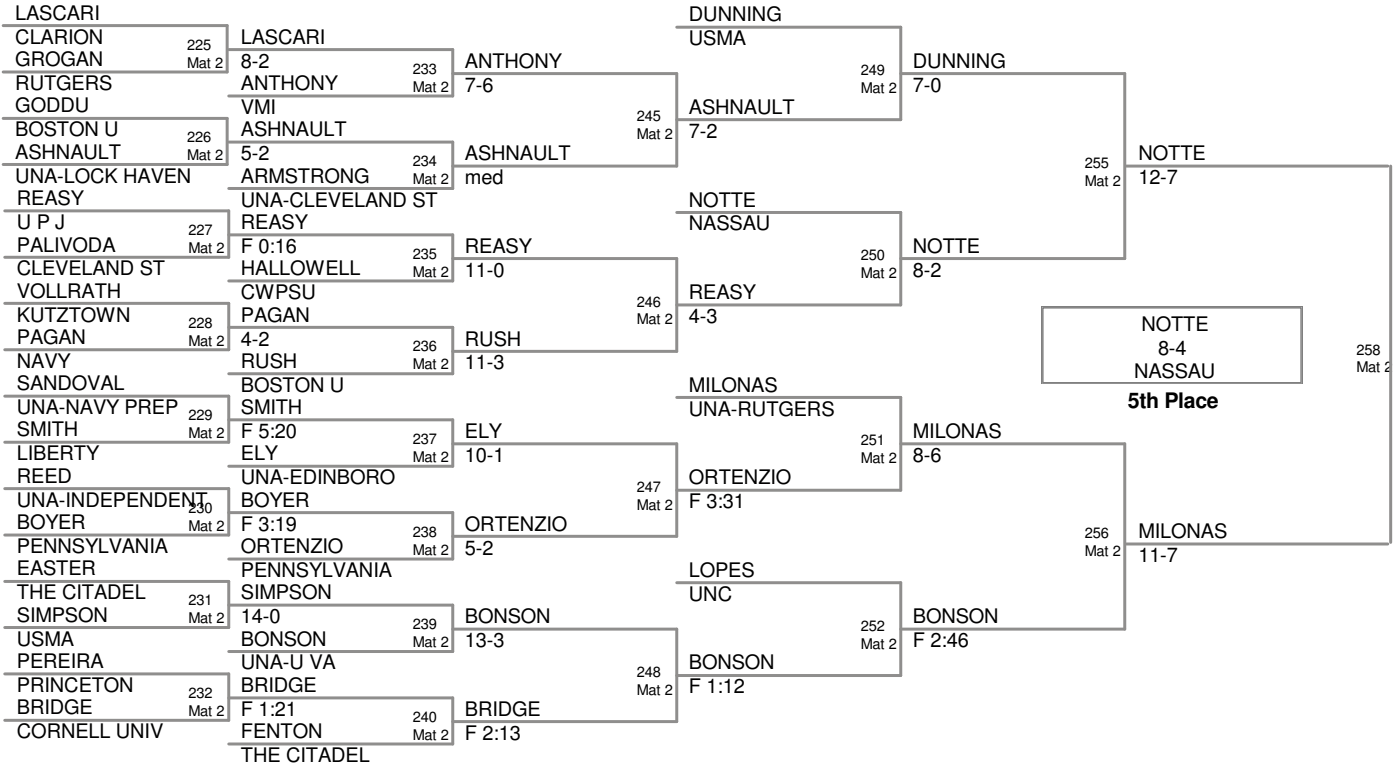 LASCARI
CLARION
225
Mat 2
GROGAN
RUTGERS
GODDU
BOSTON U
226
Mat 2
ASHNAULT
UNA-LOCK HAVEN
REASY
U P J
227
Mat 2
PALIVODA
CLEVELAND ST
VOLLRATH
KUTZTOWN
228
Mat 2
PAGAN
NAVY
SANDOVAL
UNA-NAVY PREP
229
Mat 2
SMITH
LIBERTY
REED
UNA-INDEPENDENT
230
Mat 2
BOYER
PENNSYLVANIA
EASTER
THE CITADEL
231
Mat 2
SIMPSON
USMA
PEREIRA
PRINCETON
232
Mat 2
BRIDGE
CORNELL UNIV
LASCARI
8-2
233
Mat 2
ANTHONY
VMI
ASHNAULT
5-2
234
Mat 2
ARMSTRONG
UNA-CLEVELAND ST
REASY
F 0:16
235
Mat 2
HALLOWELL
CWPSU
PAGAN
4-2
236
Mat 2
RUSH
BOSTON U
SMITH
F 5:20
237
Mat 2
ELY
UNA-EDINBORO
BOYER
F 3:19
238
Mat 2
ORTENZIO
PENNSYLVANIA
SIMPSON
14-0
239
Mat 2
BONSON
UNA-U VA
BRIDGE
F 1:21
240
Mat 2
FENTON
THE CITADEL
ANTHONY
7-6
245
Mat 2
ASHNAULT
med
REASY
11-0
246
Mat 2
RUSH
11-3
ELY
10-1
247
Mat 2
ORTENZIO
5-2
BONSON
13-3
248
Mat 2
BRIDGE
F 2:13
DUNNING
USMA
249
Mat 2
ASHNAULT
7-2
NOTTE
NASSAU
250
Mat 2
REASY
4-3
MILONAS
UNA-RUTGERS
251
Mat 2
ORTENZIO
F 3:31
LOPES
UNC
252
Mat 2
BONSON
F 1:12
DUNNING
7-0
255
Mat 2
NOTTE
8-2
MILONAS
8-6
256
Mat 2
BONSON
F 2:46
NOTTE
12-7
258
Mat 2
MILONAS
11-7
NOTTE
8-4
NASSAU
5th Place